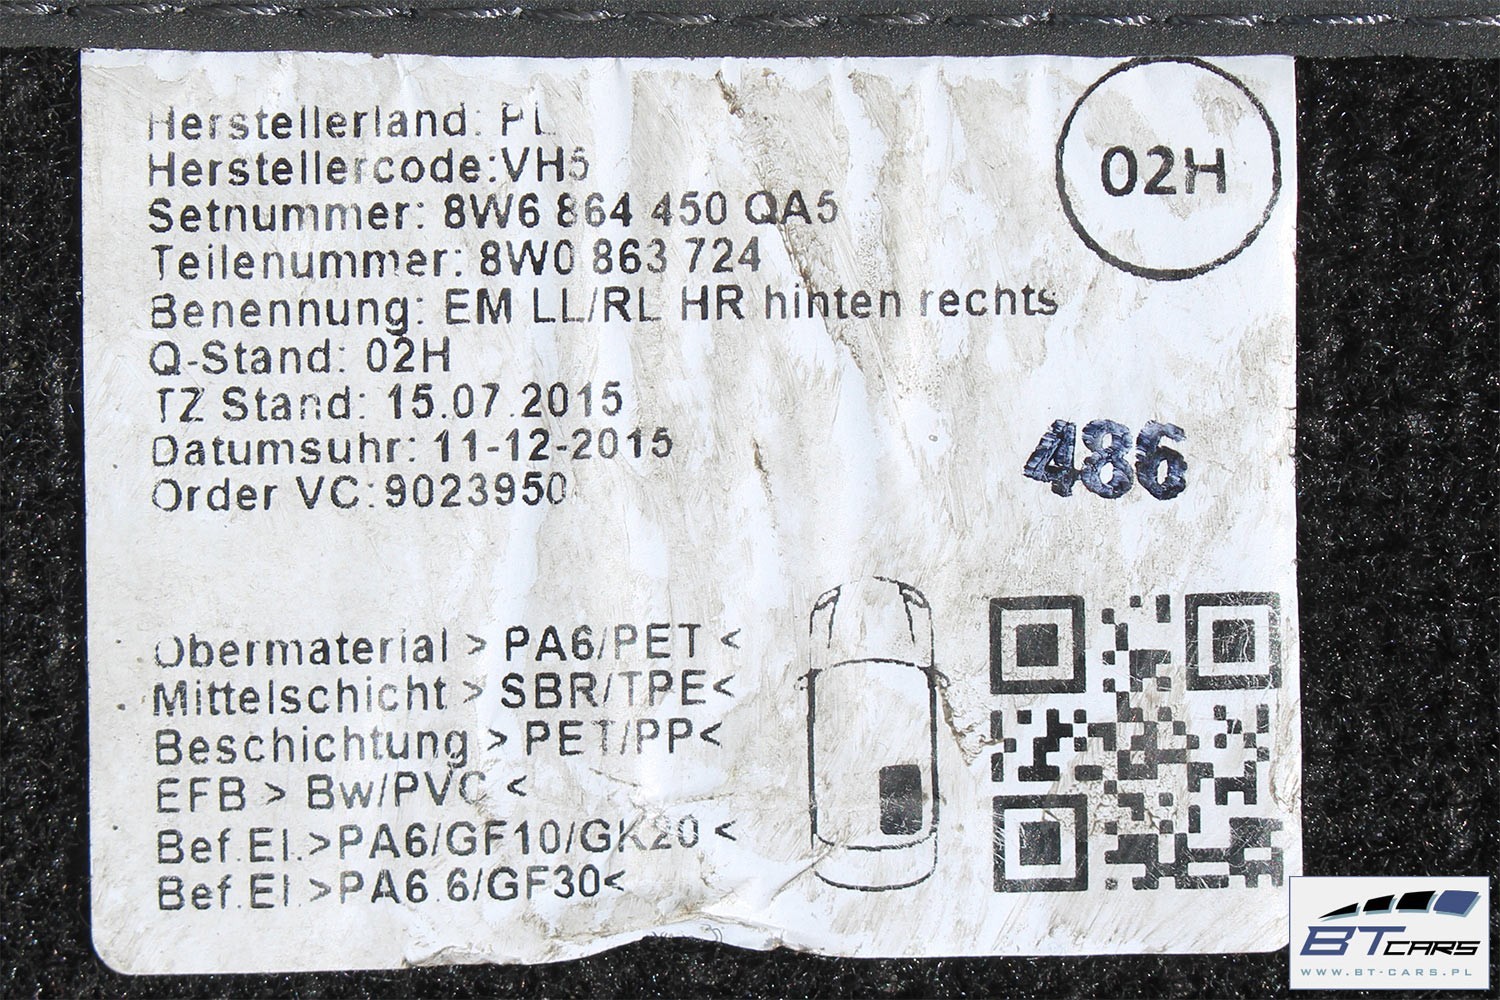 Herstellerland: PL
Herstellercode:VH5
Setnummer: 8W6 864 450 QA5
Teilenummer: 8W0 863 724
Benennung: EM LL/RL HR hinten rechts
Q-Stand: 02H
TZ Stand: 15.07.2015
Datumsuhr: 11-12-2015
Order VC:9023950
02H
486
Obermaterial > PA6/PET <
Mittelschicht > SBR/TPE<
Beschichtung > PET/PP<
EFB > Bw/PVC <
Bef.El.>PA6/GF10/GK20 <
Bef.El.>PA6.6/GF30<
BT CARS
WWW.BT-CARS.PL